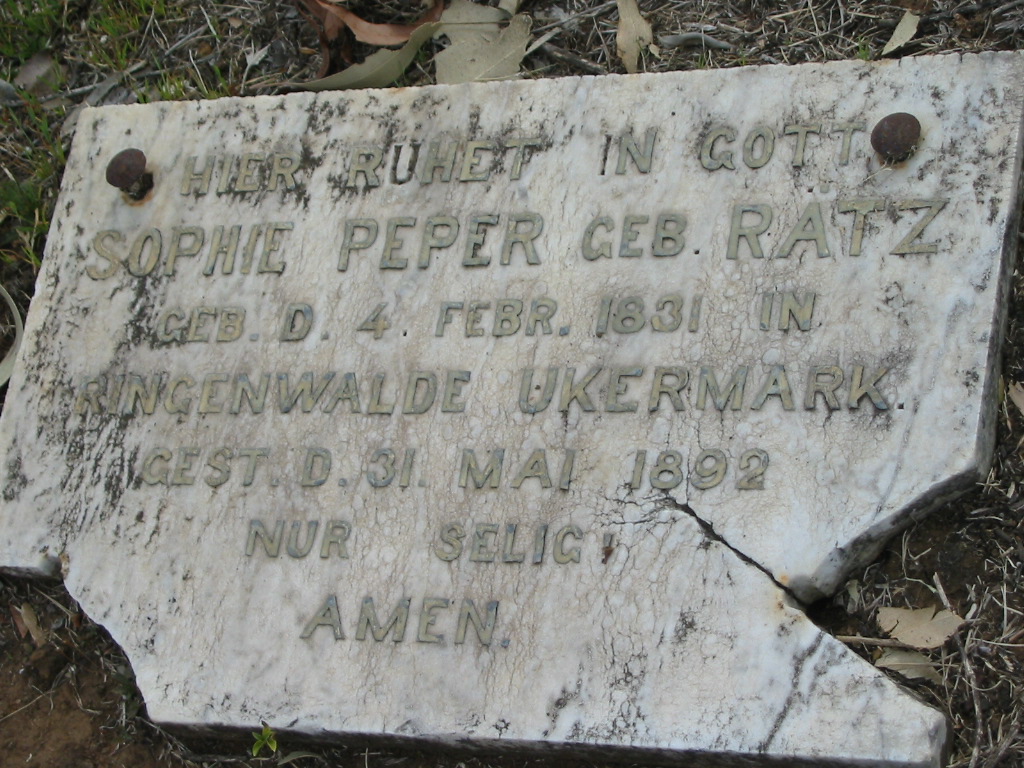 HIER RUHET IN GOTT
SOPHIE PEPER GEB. RATZ
GEB. D. 4. FEBR. 1831 IN
RINGENWALDE UKERMARK.
GEST. D. 31. MAI 1892
NUR SELIG!
AMEN.